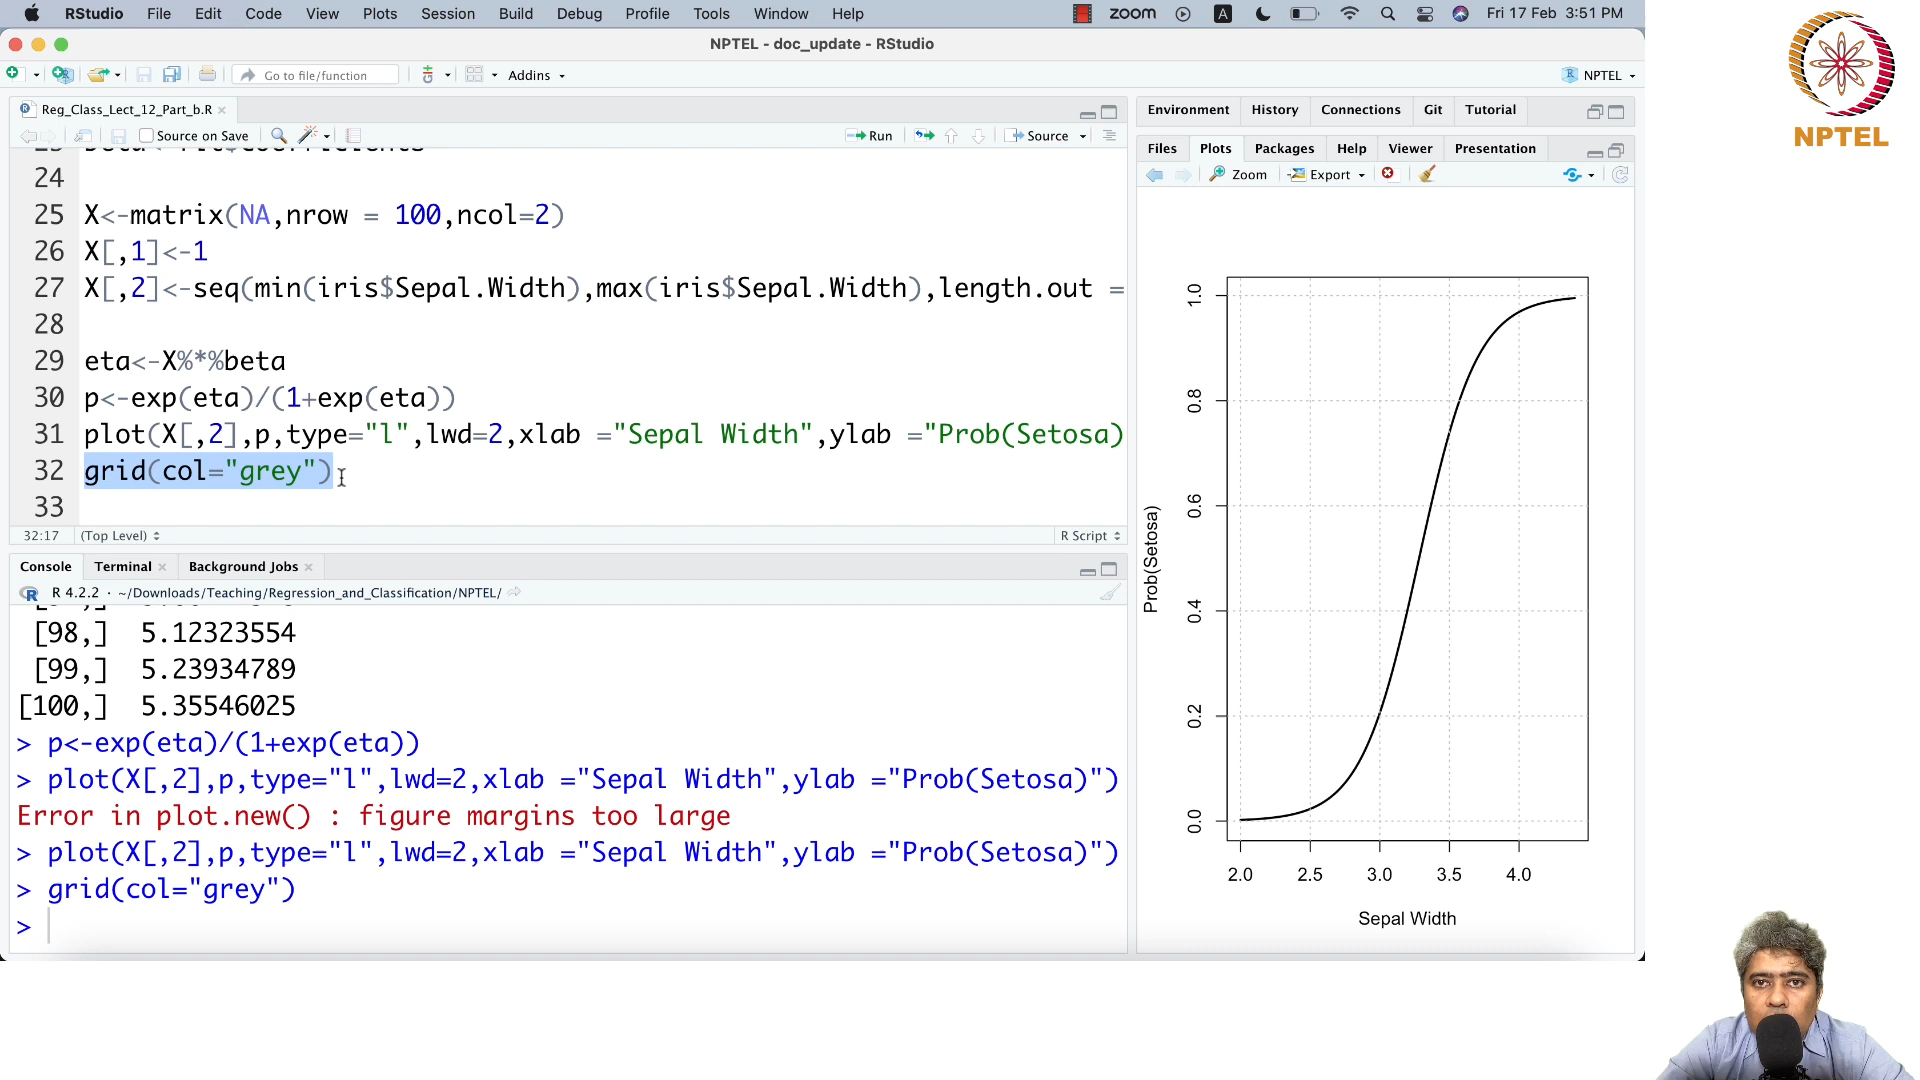 RStudio File Edit Code View Plots Session Build Debug Profile Tools Window Help zoom A Fri 17 Feb 3:51 PM
NPTEL - doc_update - RStudio
Go to file/function Addins NPTEL
Reg_Class_Lect_12_Part_b.R
Source on Save Run Source
24
25 X<-matrix(NA,nrow = 100,ncol=2)
26 X[,1]<-1
27 X[,2]<-seq(min(iris$Sepal.Width),max(iris$Sepal.Width),length.out =
28
29 eta<-X%*%beta
30 p<-exp(eta)/(1+exp(eta))
31 plot(X[,2],p,type="l",lwd=2,xlab ="Sepal Width",ylab ="Prob(Setosa)
32 grid(col="grey")
33
32:17 (Top Level) R Script
Console Terminal Background Jobs
R 4.2.2 · ~/Downloads/Teaching/Regression_and_Classification/NPTEL/
[98,] 5.12323554
[99,] 5.23934789
[100,] 5.35546025
> p<-exp(eta)/(1+exp(eta))
> plot(X[,2],p,type="l",lwd=2,xlab ="Sepal Width",ylab ="Prob(Setosa)")
Error in plot.new() : figure margins too large
> plot(X[,2],p,type="l",lwd=2,xlab ="Sepal Width",ylab ="Prob(Setosa)")
> grid(col="grey")
>
Environment History Connections Git Tutorial
Files Plots Packages Help Viewer Presentation
Zoom Export
1.0
0.8
0.6
0.4
0.2
0.0
Prob(Setosa)
2.0 2.5 3.0 3.5 4.0
Sepal Width
NPTEL